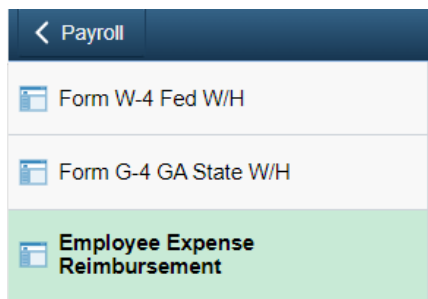 Payroll
Form W-4 Fed W/H
Form G-4 GA State W/H
Employee Expense
Reimbursement